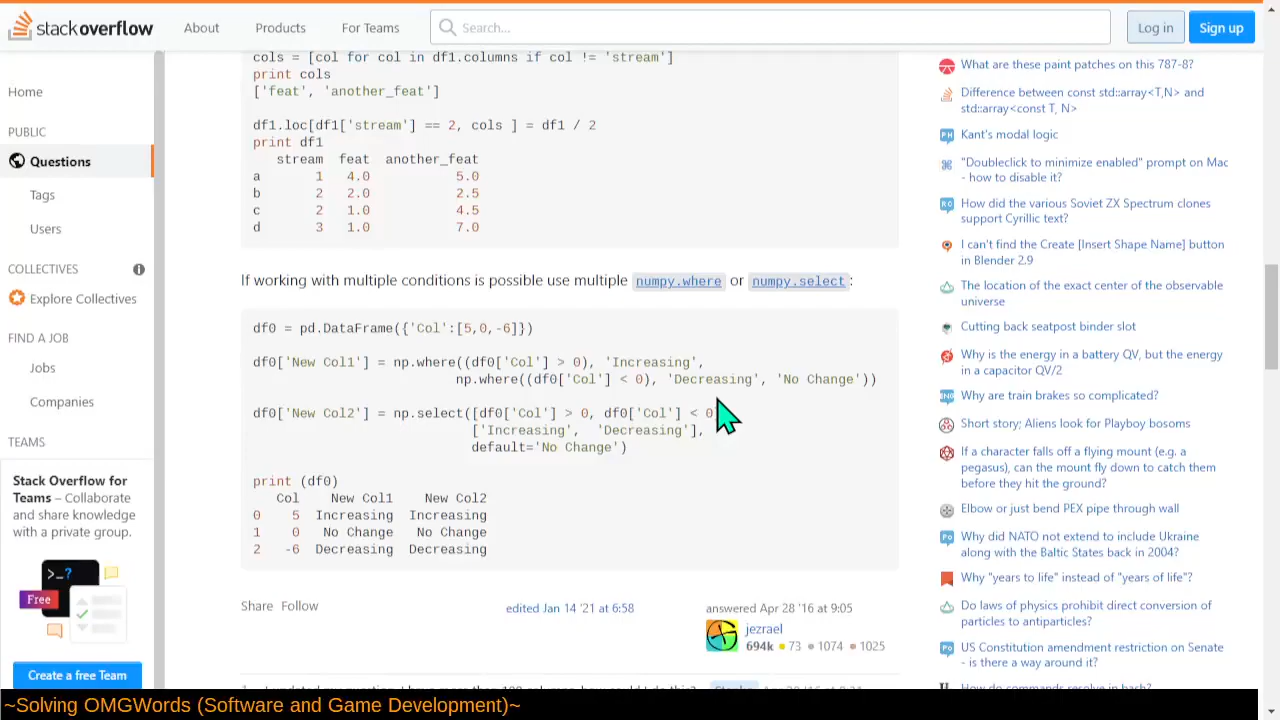 stackoverflow
About
Products
For Teams
Search...
Log in
Sign up
Home
PUBLIC
Questions
Tags
Users
COLLECTIVES
Explore Collectives
FIND A JOB
Jobs
Companies
TEAMS
Stack Overflow for
Teams – Collaborate
and share knowledge
with a private group.
>_?
Free
Create a free Team
cols = [col for col in df1.columns if col != 'stream']
print cols
['feat', 'another_feat']
df1.loc[df1['stream'] == 2, cols ] = df1 / 2
print df1
stream feat another_feat
a 1 4.0 5.0
b 2 2.0 2.5
c 2 1.0 4.5
d 3 1.0 7.0
If working with multiple conditions is possible use multiple numpy.where or numpy.select:
df0 = pd.DataFrame({'Col':[5,0,-6]})
df0['New Col1'] = np.where((df0['Col'] > 0), 'Increasing',
np.where((df0['Col'] < 0), 'Decreasing', 'No Change'))
df0['New Col2'] = np.select([df0['Col'] > 0, df0['Col'] < 0
['Increasing', 'Decreasing'],
default='No Change')
print (df0)
Col New Col1 New Col2
0 5 Increasing Increasing
1 0 No Change No Change
2 -6 Decreasing Decreasing
Share Follow
edited Jan 14 '21 at 6:58
answered Apr 28 '16 at 9:05
jezrael
694k 73 1074 1025
What are these paint patches on this 787-8?
Difference between const std::array<T,N> and
std::array<const T, N>
Kant's modal logic
"Doubleclick to minimize enabled" prompt on Mac
- how to disable it?
How did the various Soviet ZX Spectrum clones
support Cyrillic text?
I can't find the Create [Insert Shape Name] button
in Blender 2.9
The location of the exact center of the observable
universe
Cutting back seatpost binder slot
Why is the energy in a battery QV, but the energy
in a capacitor QV/2
Why are train brakes so complicated?
Short story; Aliens look for Playboy bosoms
If a character falls off a flying mount (e.g. a
pegasus), can the mount fly down to catch them
before they hit the ground?
Elbow or just bend PEX pipe through wall
Why did NATO not extend to include Ukraine
along with the Baltic States back in 2004?
Why "years to life" instead of "years of life"?
Do laws of physics prohibit direct conversion of
particles to antiparticles?
US Constitution amendment restriction on Senate
- is there a way around it?
How do commands resolve in bash?
~Solving OMGWords (Software and Game Development)~